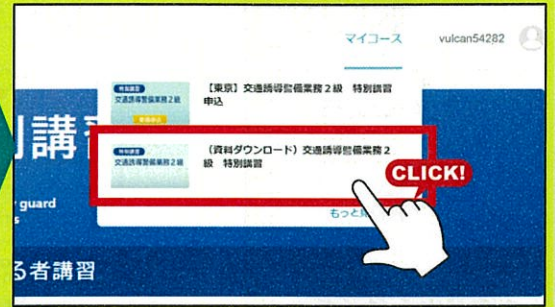 マイコース
vulcan54282
特別講習
交通誘導警備業務2級
【東京】交通誘導警備業務2級 特別講習
申込
特別講習
交通誘導警備業務2級
(資料ダウンロード)交通誘導警備業務2
級 特別講習
CLICK!
もっと
別講
guard
る者講習